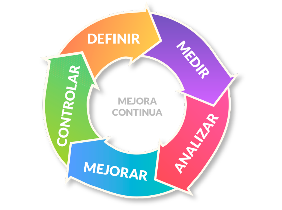 DEFINIR
MEDIR
ANALIZAR
MEJORAR
CONTROLAR
MEJORA
CONTINUA